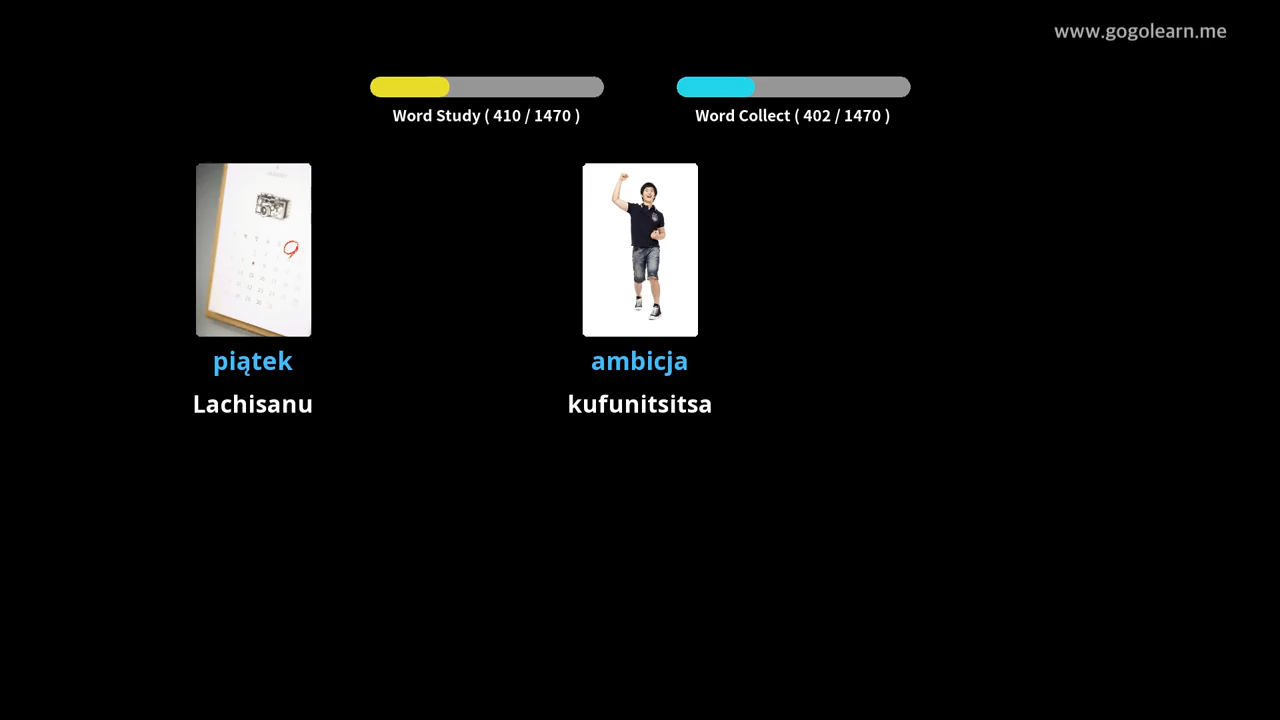 www.gogolearn.me
Word Study ( 410 / 1470 )
Word Collect ( 402 / 1470 )
piątek
ambicja
Lachisanu
kufunitsitsa